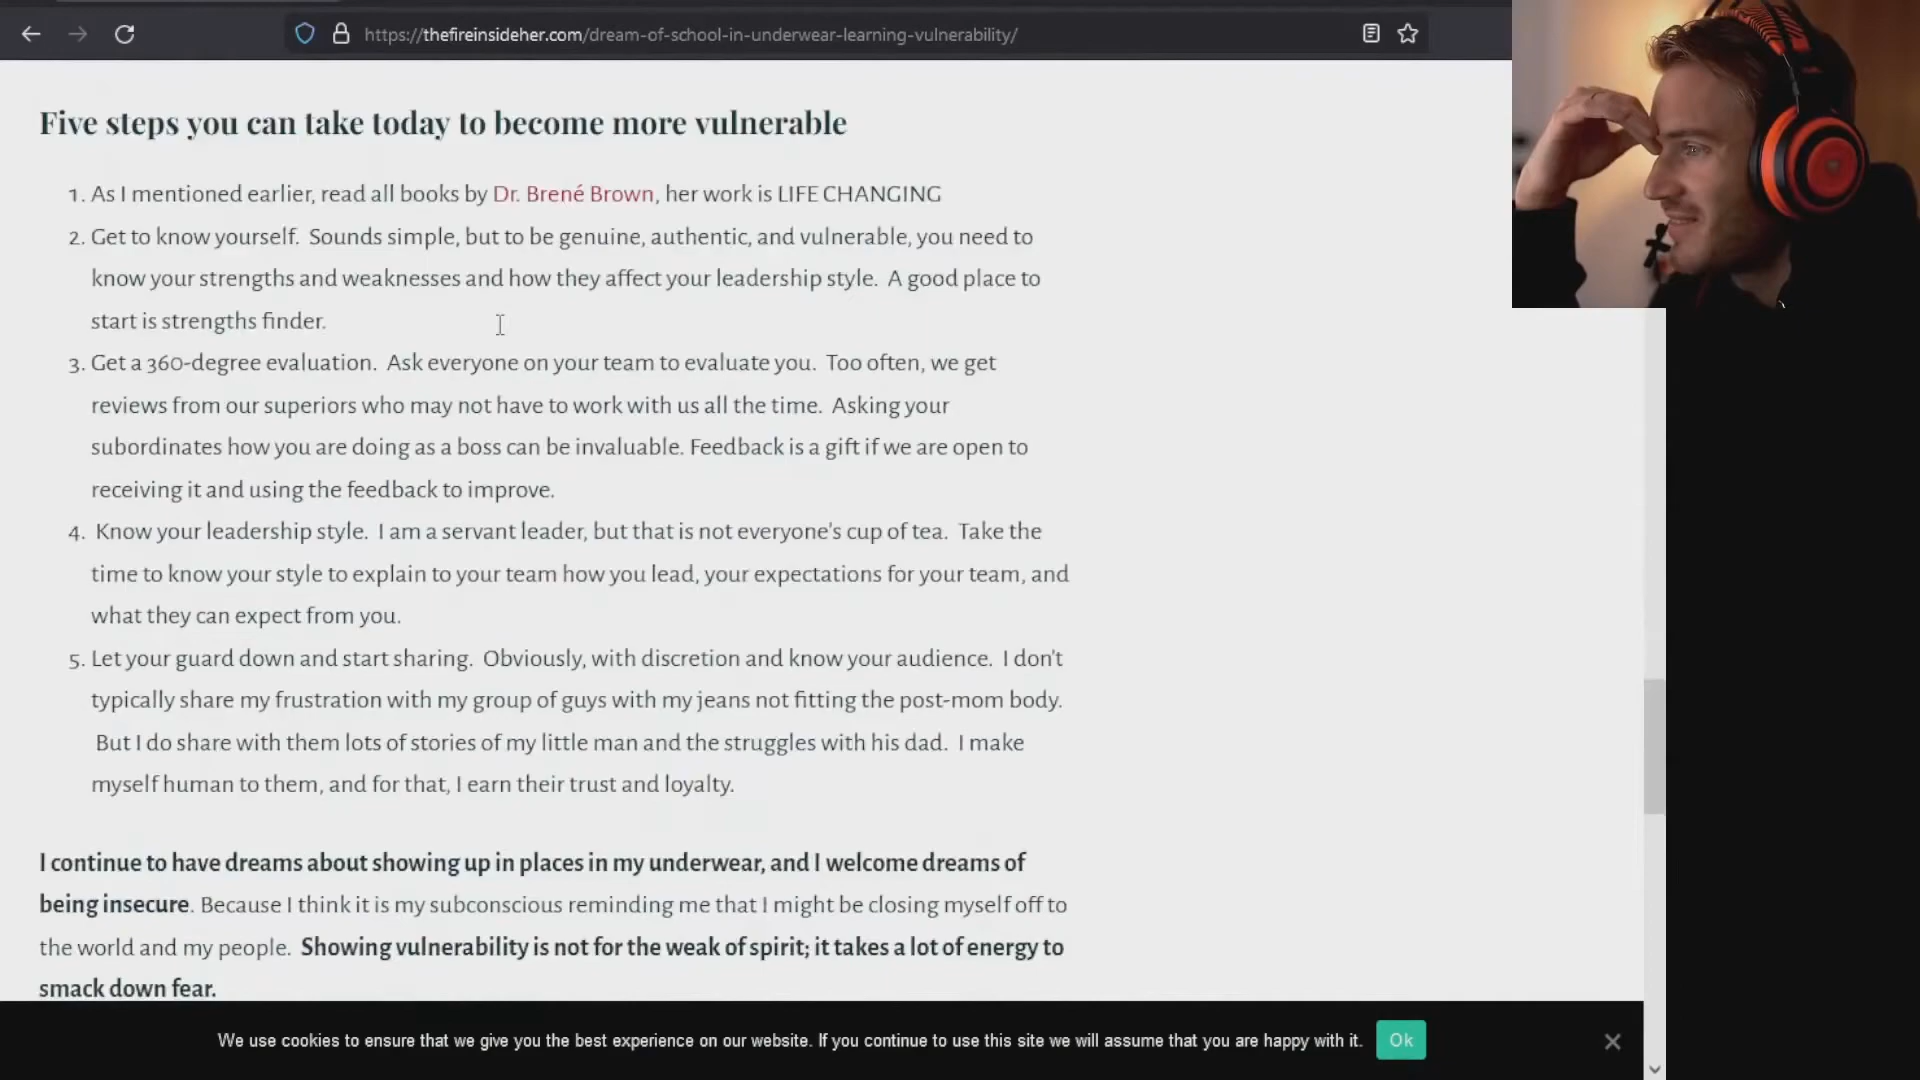 https://thefireinsideher.com/dream-of-school-in-underwear-learning-vulnerability/
Five steps you can take today to become more vulnerable
1. As I mentioned earlier, read all books by Dr. Brené Brown, her work is LIFE CHANGING
2. Get to know yourself.  Sounds simple, but to be genuine, authentic, and vulnerable, you need to
know your strengths and weaknesses and how they affect your leadership style.  A good place to
start is strengths finder.
3. Get a 360-degree evaluation.  Ask everyone on your team to evaluate you.  Too often, we get
reviews from our superiors who may not have to work with us all the time.  Asking your
subordinates how you are doing as a boss can be invaluable. Feedback is a gift if we are open to
receiving it and using the feedback to improve.
4.  Know your leadership style.  I am a servant leader, but that is not everyone's cup of tea.  Take the
time to know your style to explain to your team how you lead, your expectations for your team, and
what they can expect from you.
5. Let your guard down and start sharing.  Obviously, with discretion and know your audience.  I don't
typically share my frustration with my group of guys with my jeans not fitting the post-mom body.
But I do share with them lots of stories of my little man and the struggles with his dad.  I make
myself human to them, and for that, I earn their trust and loyalty.
I continue to have dreams about showing up in places in my underwear, and I welcome dreams of
being insecure. Because I think it is my subconscious reminding me that I might be closing myself off to
the world and my people.  Showing vulnerability is not for the weak of spirit; it takes a lot of energy to
smack down fear.
We use cookies to ensure that we give you the best experience on our website. If you continue to use this site we will assume that you are happy with it. Ok